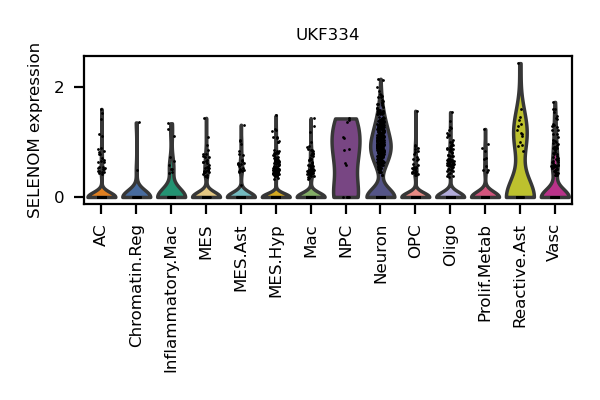 UKF334
SELENOM expression
2
0
AC
Chromatin.Reg
Inflammatory.Mac
MES
MES.Ast
MES.Hyp
Mac
NPC
Neuron
OPC
Oligo
Prolif.Metab
Reactive.Ast
Vasc